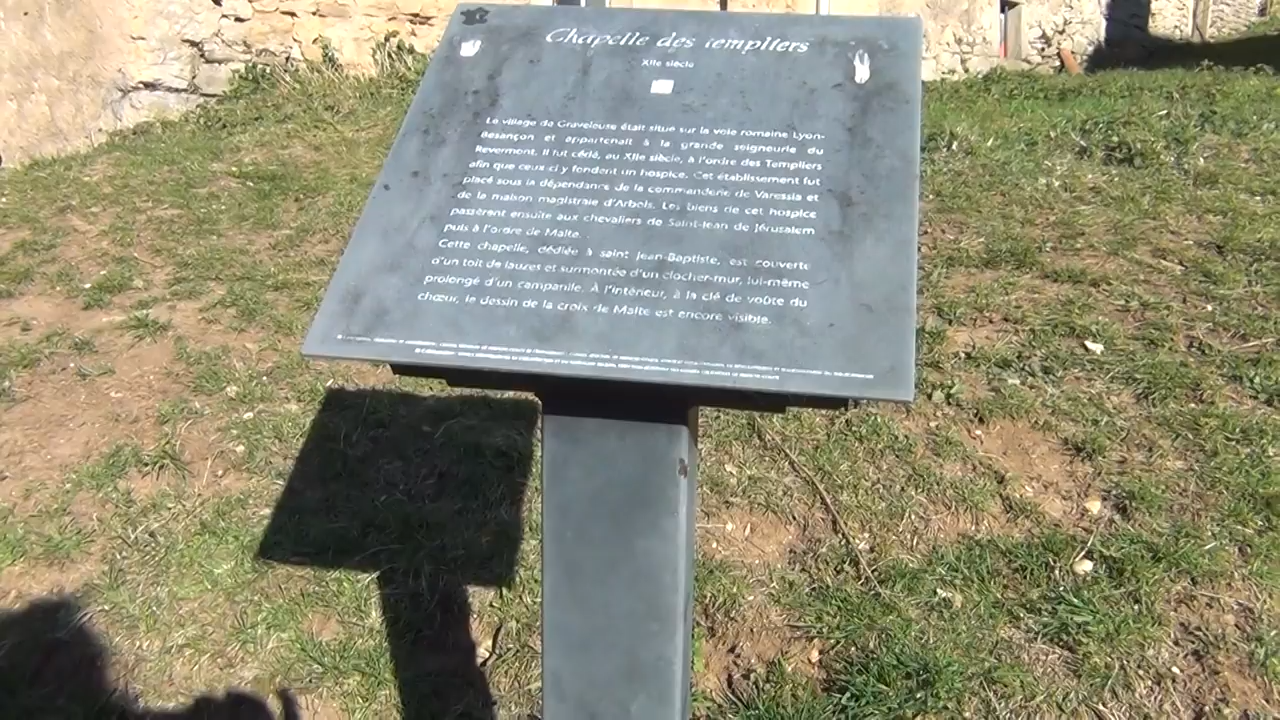 Chapelle des templiers
XIIe siècle
Le village de Graveleuse était situé sur la voie romaine Lyon-
Besançon et appartenait à la grande seigneurie du
Revermont. Il fut cédé, au XIIe siècle, à l'ordre des Templiers
afin que ceux-ci y fondent un hospice. Cet établissement fut
placé sous la dépendance de la commanderie de Varessia et
de la maison magistrale d'Arbois. Les biens de cet hospice
passèrent ensuite aux chevaliers de Saint-Jean de Jérusalem
puis à l'ordre de Malte.
Cette chapelle, dédiée à saint Jean-Baptiste, est couverte
d'un toit de lauzes et surmontée d'un clocher-mur, lui-même
prolongé d'un campanile. À l'intérieur, à la clé de voûte du
chœur, le dessin de la croix de Malte est encore visible.